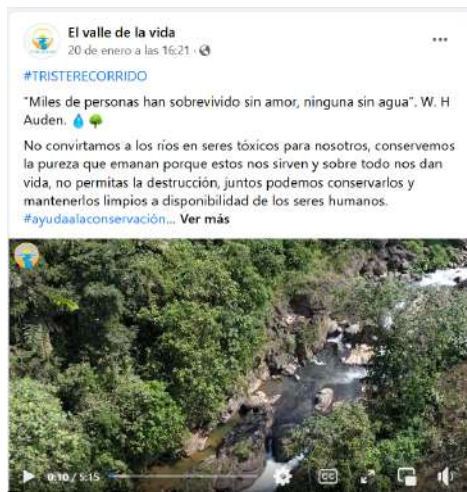 El valle de la vida
20 de enero a las 16:21 ·
#TRISTERECORRIDO
"Miles de personas han sobrevivido sin amor, ninguna sin agua". W. H
Auden. 💧🌳
No convirtamos a los ríos en seres tóxicos para nosotros, conservemos
la pureza que emanan porque estos nos sirven y sobre todo nos dan
vida, no permitas la destrucción, juntos podemos conservarlos y
mantenerlos limpios a disponibilidad de los seres humanos.
#ayudaalaconservación... Ver más
0:10 / 5:15
CC